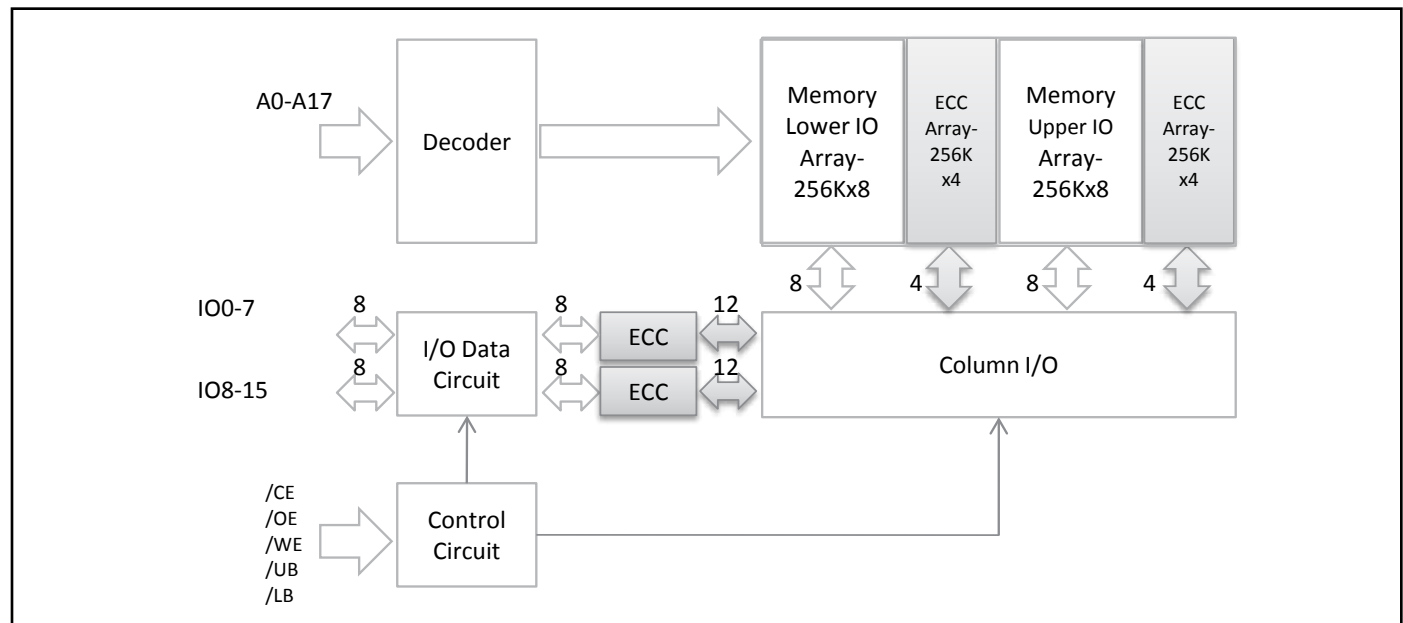 A0-A17
Decoder
Memory
Lower IO
Array-
256Kx8
ECC
Array-
256K
x4
Memory
Upper IO
Array-
256Kx8
ECC
Array-
256K
x4
8
4
8
4
IO0-7
8
8
12
IO8-15
8
8
12
I/O Data
Circuit
ECC
ECC
Column I/O
/CE
/OE
/WE
/UB
/LB
Control
Circuit